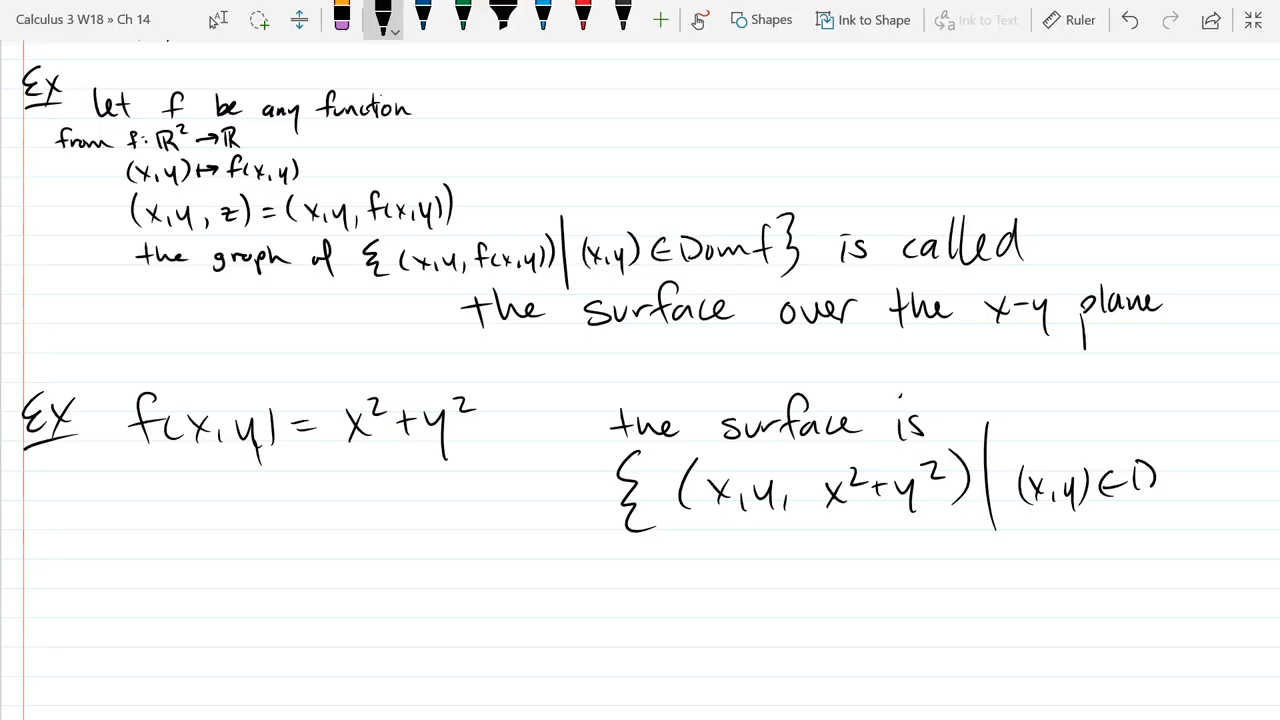 Calculus 3 W18 » Ch 14
Shapes
Ink to Shape
Ink to Text
Ruler
Ex let f be any function
from f: ℝ² → ℝ
(x,y) ↦ f(x,y)
(x,y,z) = (x,y,f(x,y))
the graph of {(x,y,f(x,y)) | (x,y) ∈ Dom f} is called
the surface over the x-y plane
Ex f(x,y) = x²+y² the surface is
{(x,y, x²+y²) | (x,y) ∈ D